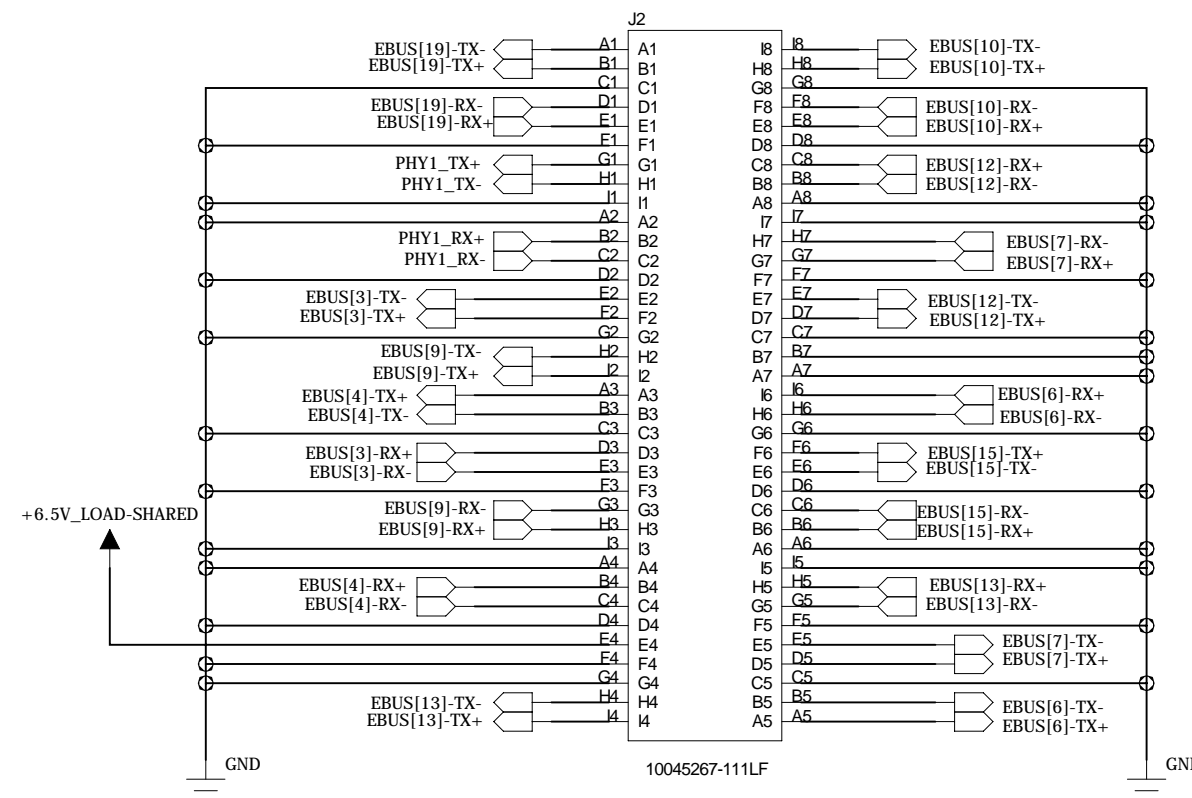 J2
EBUS[19]-TX- A1 A1 I8 I8 EBUS[10]-TX-
EBUS[19]-TX+ B1 B1 H8 H8 EBUS[10]-TX+
C1 C1 G8 G8
EBUS[19]-RX- D1 D1 F8 F8 EBUS[10]-RX-
EBUS[19]-RX+ E1 E1 E8 E8 EBUS[10]-RX+
F1 F1 D8 D8
PHY1_TX+ G1 G1 C8 C8 EBUS[12]-RX+
PHY1_TX- H1 H1 B8 B8 EBUS[12]-RX-
I1 I1 A8 A8
A2 A2 I7 I7
PHY1_RX+ B2 B2 H7 H7 EBUS[7]-RX-
PHY1_RX- C2 C2 G7 G7 EBUS[7]-RX+
D2 D2 F7 F7
EBUS[3]-TX- E2 E2 E7 E7 EBUS[12]-TX-
EBUS[3]-TX+ F2 F2 D7 D7 EBUS[12]-TX+
G2 G2 C7 C7
EBUS[9]-TX- H2 H2 B7 B7
EBUS[9]-TX+ I2 I2 A7 A7
EBUS[4]-TX+ A3 A3 I6 I6 EBUS[6]-RX+
EBUS[4]-TX- B3 B3 H6 H6 EBUS[6]-RX-
C3 C3 G6 G6
EBUS[3]-RX+ D3 D3 F6 F6 EBUS[15]-TX+
EBUS[3]-RX- E3 E3 E6 E6 EBUS[15]-TX-
F3 F3 D6 D6
EBUS[9]-RX- G3 G3 C6 C6 EBUS[15]-RX-
+6.5V_LOAD-SHARED
EBUS[9]-RX+ H3 H3 B6 B6 EBUS[15]-RX+
I3 I3 A6 A6
A4 A4 I5 I5
EBUS[4]-RX+ B4 B4 H5 H5 EBUS[13]-RX+
EBUS[4]-RX- C4 C4 G5 G5 EBUS[13]-RX-
D4 D4 F5 F5
E4 E4 E5 E5 EBUS[7]-TX-
F4 F4 D5 D5 EBUS[7]-TX+
G4 G4 C5 C5
EBUS[13]-TX- H4 H4 B5 B5 EBUS[6]-TX-
EBUS[13]-TX+ I4 I4 A5 A5 EBUS[6]-TX+
GND
10045267-111LF
GND